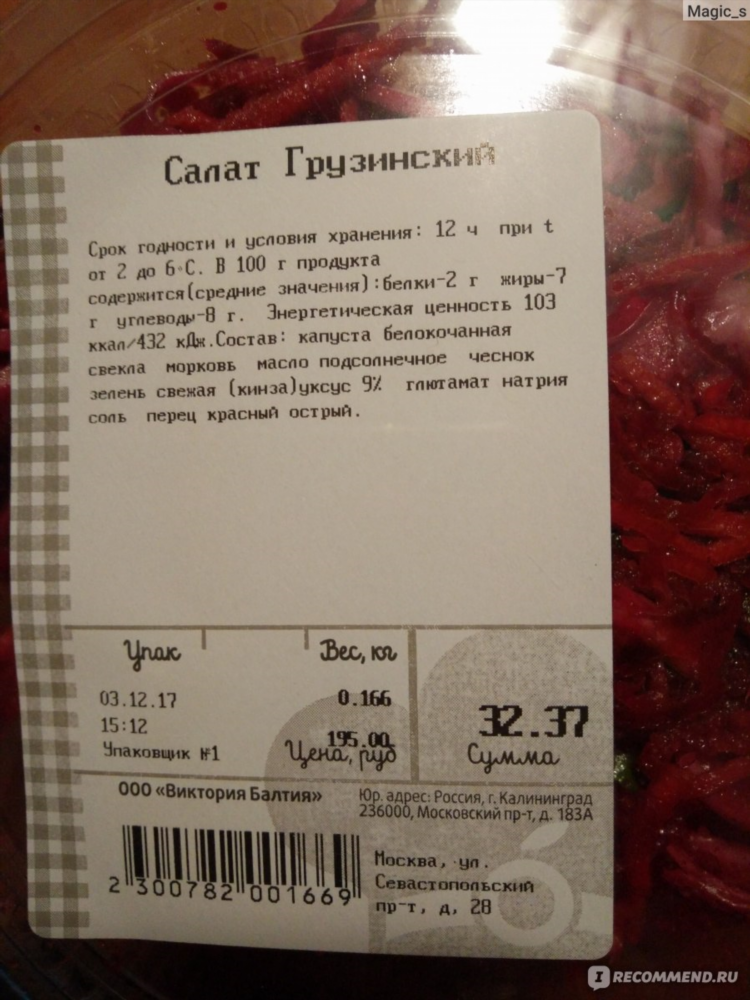 Magic_s
Салат Грузинский
Срок годности и условия хранения: 12 ч при t
от 2 до 6°С. В 100 г продукта
содержится(средние значения):белки-2 г жиры-7
г углеводы-8 г. Энергетическая ценность 103
ккал/432 кДж.Состав: капуста белокочанная
свекла морковь масло подсолнечное чеснок
зелень свежая (кинза)уксус 9% глютамат натрия
соль перец красный острый.
Упак Вес, кг
03.12.17 0.166
15:12 195.00 32.37
Упаковщик №1 Цена, руб Сумма
ООО «Виктория Балтия» Юр. адрес: Россия, г. Калининград
236000, Московский пр-т, д. 183А
Москва, ул.
Севастопольский
пр-т, д, 28
2 300782 001669
IRECOMMEND.RU